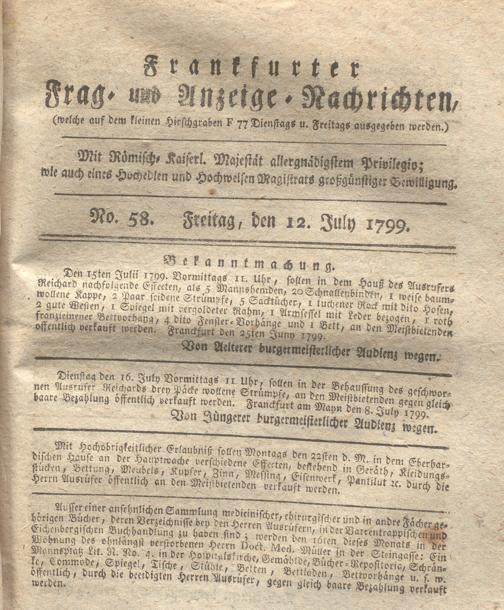 Frankfurter
Frag- und Anzeige-Nachrichten,
(welche auf dem kleinen Hirschgraben F 77 Dienstags u. Freitags ausgegeben werden.)
Mit Römisch-Kaiserl. Majestät allergnädigstem Privilegio;
wie auch eines Hochedlen und Hochweisen Magistrats großgünstiger Bewilligung.
No. 58. Freitag, den 12. July 1799.
Bekanntmachung.
Den 15ten Julii 1799. Vormittags 11. Uhr, sollen in dem Hauß des Ausrufers
Reichard nachfolgende Effecten, als 5 Mannshemden, 20 Schnallenbinden, 1 weise baum-
wollene Kappe, 2 Paar seidene Strümpfe, 5 Sacktücher, 1 tuchener Rock mit dito Hosen,
2 gute Westen, 1 Spiegel mit vergoldeter Rahm, 1 Armsessel mit Leder bezogen, 1 roth
franzleinener Bettvorhang, 4 dito Fenster-Vorhänge und 1 Bett, an den Meistbietenden
öffentlich verkauft werden. Franckfurt den 25ten Juny 1799.
Von Aelterer burgermeisterlicher Audienz wegen.
Dienstag den 16. July Vormittags 11 Uhr, sollen in der Behaussung des geschwor-
nen Ausrufer Reichards drey Päcke wollene Strümpfe, an den Meistbietenden gegen gleich
baare Bezahlung öffentlich verkauft werden. Franckfurt am Mayn den 8. July 1799.
Von Jüngerer burgermeisterlicher Audienz wegen.
Mit Hochobrigkeitlicher Erlaubniß sollen Montags den 22sten d. M. in dem Eberhar-
dischen Hause an der Hauptwache verschiedene Effecten, bestehend in Geräth, Kleidungs-
stücken, Bettung, Meubels, Kupfer, Zinn, Messing, Eisenwerk, Pantilut ꝛc. durch die
Herrn Ausrufer öffentlich an den Meistbietenden verkauft werden.
Ausser einer ansehnlichen Sammlung medicinischer, chirurgischer und in andre Fächer ge-
hörigen Bücher, deren Verzeichnisse bey den Herren Ausrufern, in der Varrentrappischen und
Eichenbergischen Buchhandlung zu haben sind; werden den 16ten dieses Monats in der
Wohnung des ohnlängst verstorbenen Herrn Doct. Med. Müller in der Steingasse: Ein
Mannsplatz Lit. R. No. 4. in der Hospitalskirche, Gemählde, Bücher-Repositoria, Schrän-
ke, Commode, Spiegel, Tische, Stühle, Betten, Bettladen, Bettvorhänge u. s. w.
öffentlich, durch die beeidigten Herren Ausrufer, gegen gleich baare Bezahlung verkauft
werden.